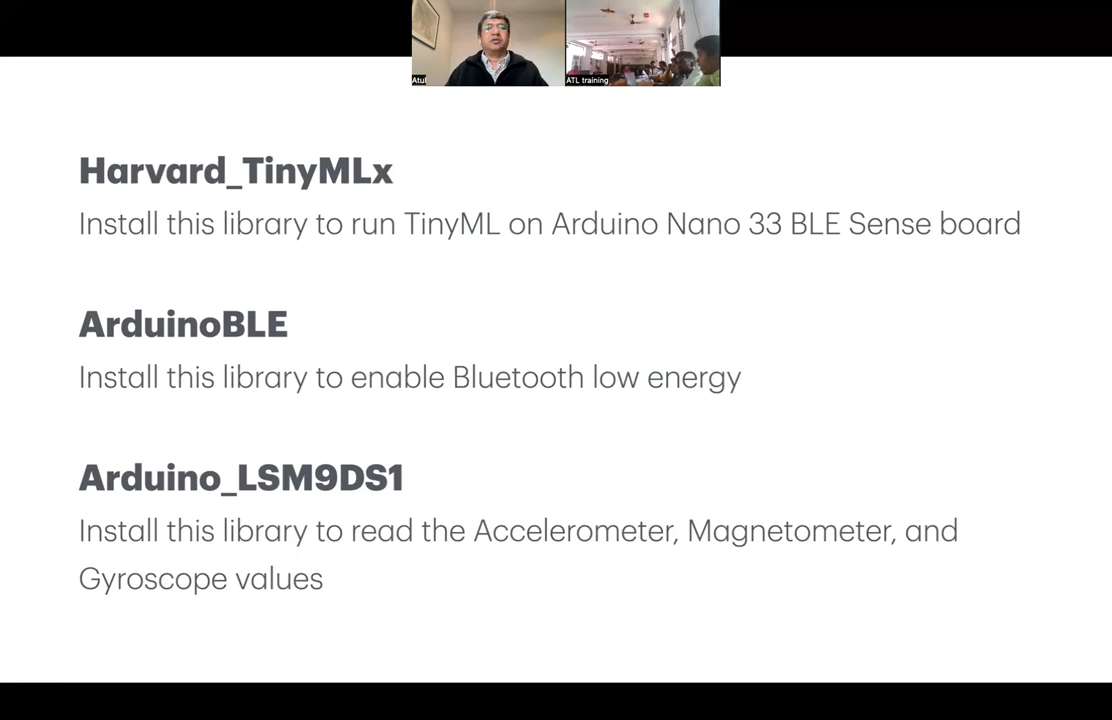 Atul
ATL training
Harvard_TinyMLx
Install this library to run TinyML on Arduino Nano 33 BLE Sense board
ArduinoBLE
Install this library to enable Bluetooth low energy
Arduino_LSM9DS1
Install this library to read the Accelerometer, Magnetometer, and
Gyroscope values